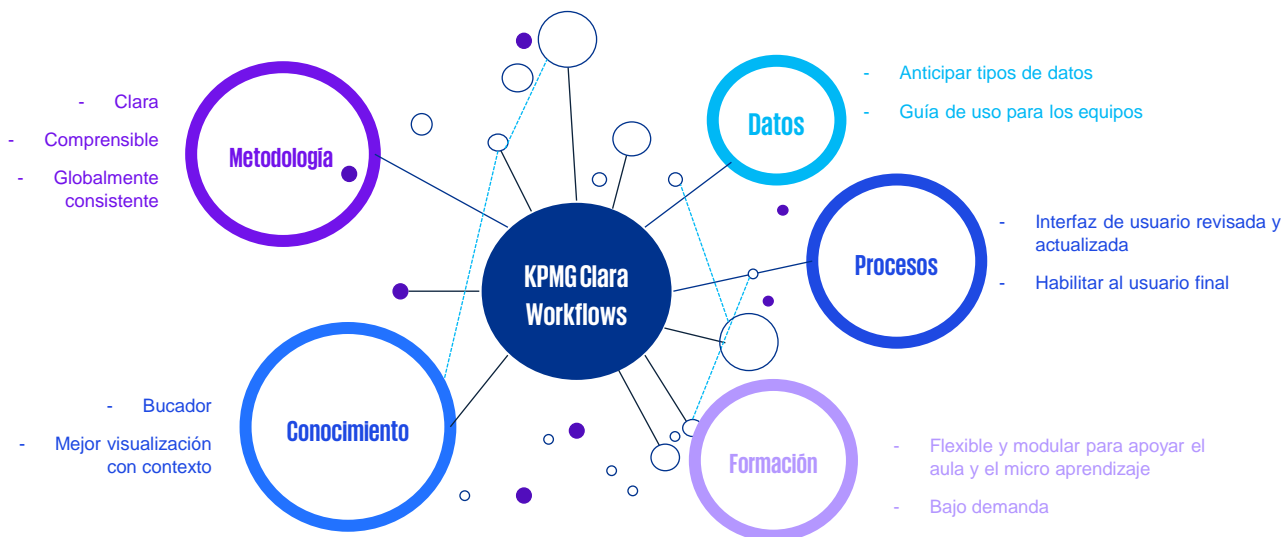 KPMG Clara
Workflows
Metodología
- Clara
- Comprensible
- Globalmente
consistente
Datos
- Anticipar tipos de datos
- Guía de uso para los equipos
Procesos
- Interfaz de usuario revisada y
actualizada
- Habilitar al usuario final
Conocimiento
- Bucador
- Mejor visualización
con contexto
Formación
- Flexible y modular para apoyar el
aula y el micro aprendizaje
- Bajo demanda